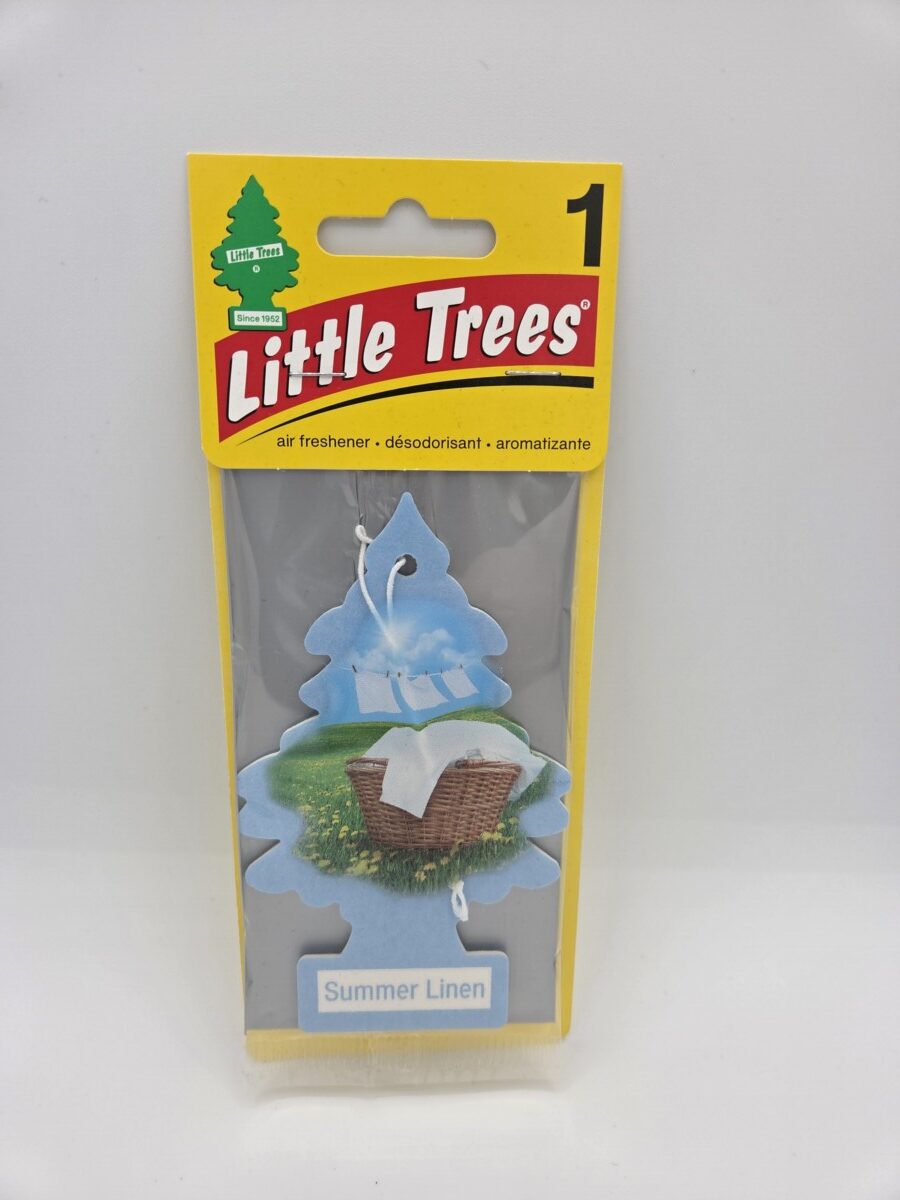 1
Little Trees
®
Since 1952
Little Trees®
air freshener • désodorisant • aromatizante
Summer Linen